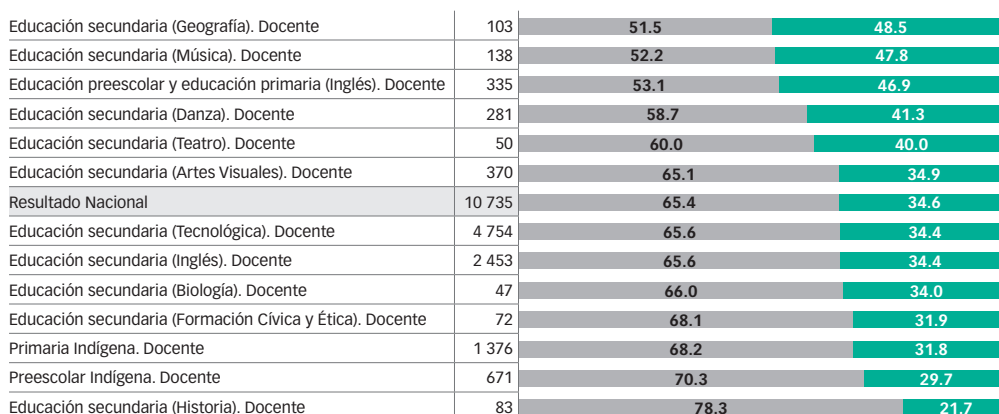 Educación secundaria (Geografía). Docente 103 51.5 48.5
Educación secundaria (Música). Docente 138 52.2 47.8
Educación preescolar y educación primaria (Inglés). Docente 335 53.1 46.9
Educación secundaria (Danza). Docente 281 58.7 41.3
Educación secundaria (Teatro). Docente 50 60.0 40.0
Educación secundaria (Artes Visuales). Docente 370 65.1 34.9
Resultado Nacional 10 735 65.4 34.6
Educación secundaria (Tecnológica). Docente 4 754 65.6 34.4
Educación secundaria (Inglés). Docente 2 453 65.6 34.4
Educación secundaria (Biología). Docente 47 66.0 34.0
Educación secundaria (Formación Cívica y Ética). Docente 72 68.1 31.9
Primaria Indígena. Docente 1 376 68.2 31.8
Preescolar Indígena. Docente 671 70.3 29.7
Educación secundaria (Historia). Docente 83 78.3 21.7